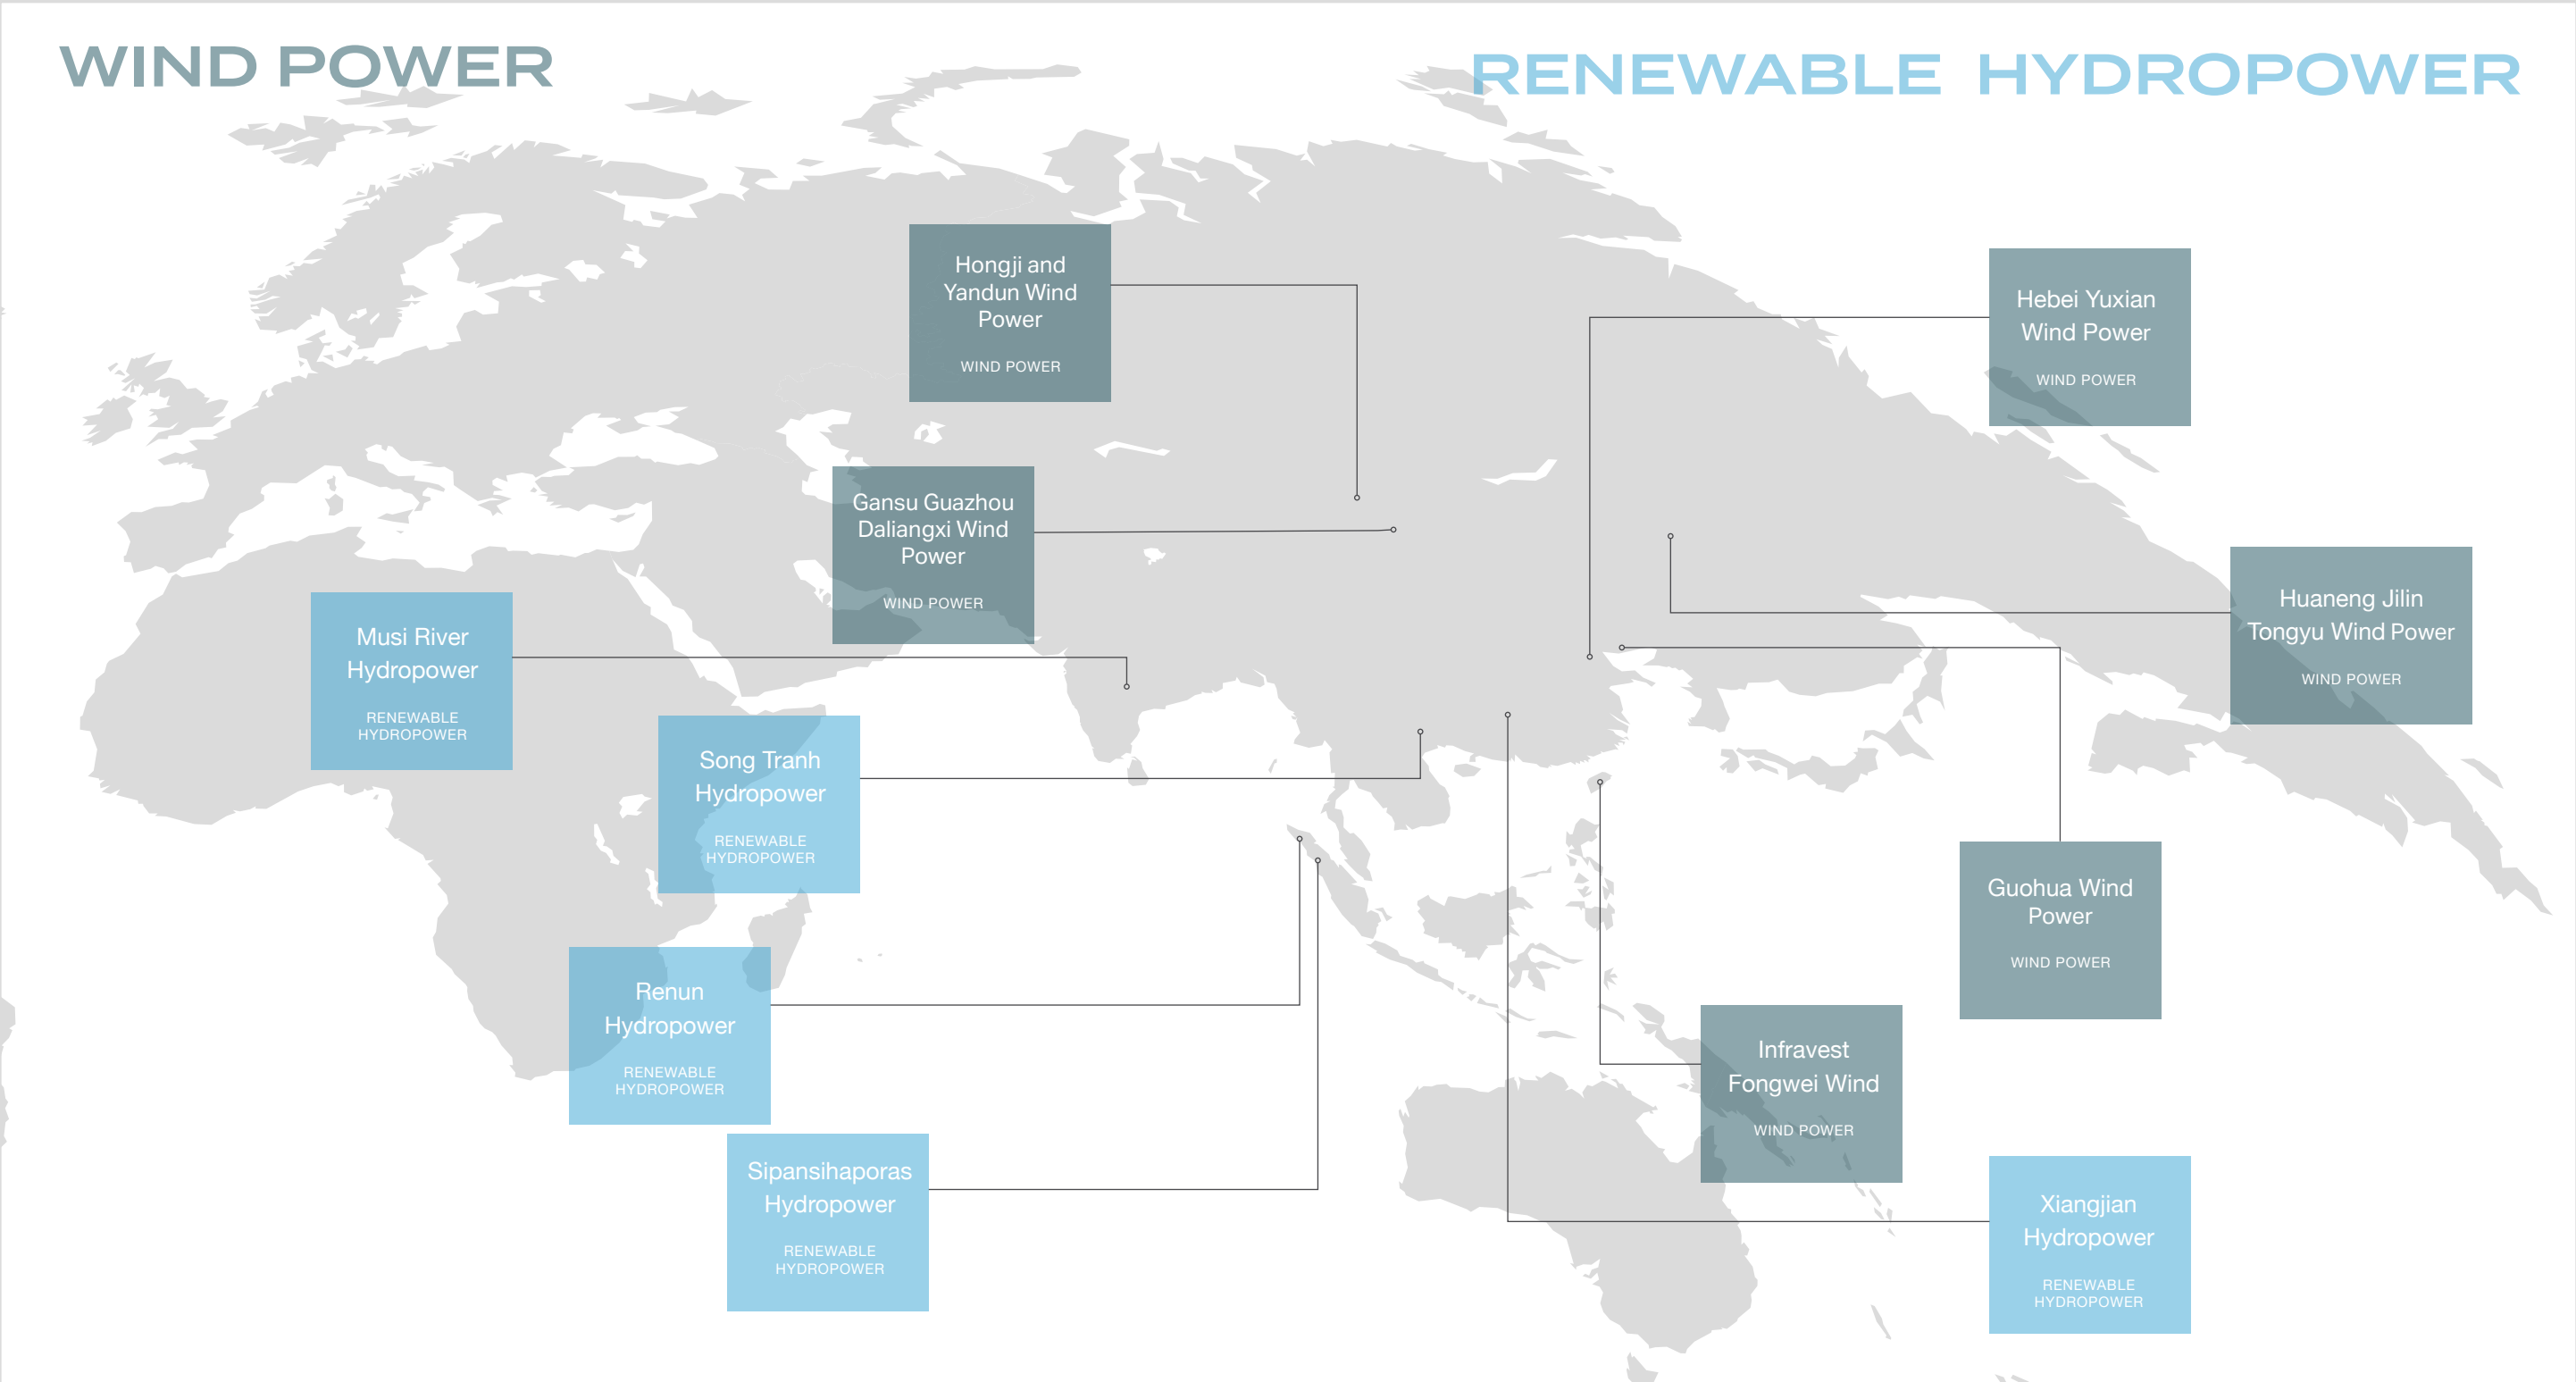 WIND POWER
RENEWABLE HYDROPOWER
Hongji and
Yandun Wind
Power
WIND POWER
Hebei Yuxian
Wind Power
WIND POWER
Gansu Guazhou
Daliangxi Wind
Power
WIND POWER
Huaneng Jilin
Tongyu Wind Power
WIND POWER
Musi River
Hydropower
RENEWABLE
HYDROPOWER
Song Tranh
Hydropower
RENEWABLE
HYDROPOWER
Guohua Wind
Power
WIND POWER
Renun
Hydropower
RENEWABLE
HYDROPOWER
Infravest
Fongwei Wind
WIND POWER
Sipansihaporas
Hydropower
RENEWABLE
HYDROPOWER
Xiangjian
Hydropower
RENEWABLE
HYDROPOWER